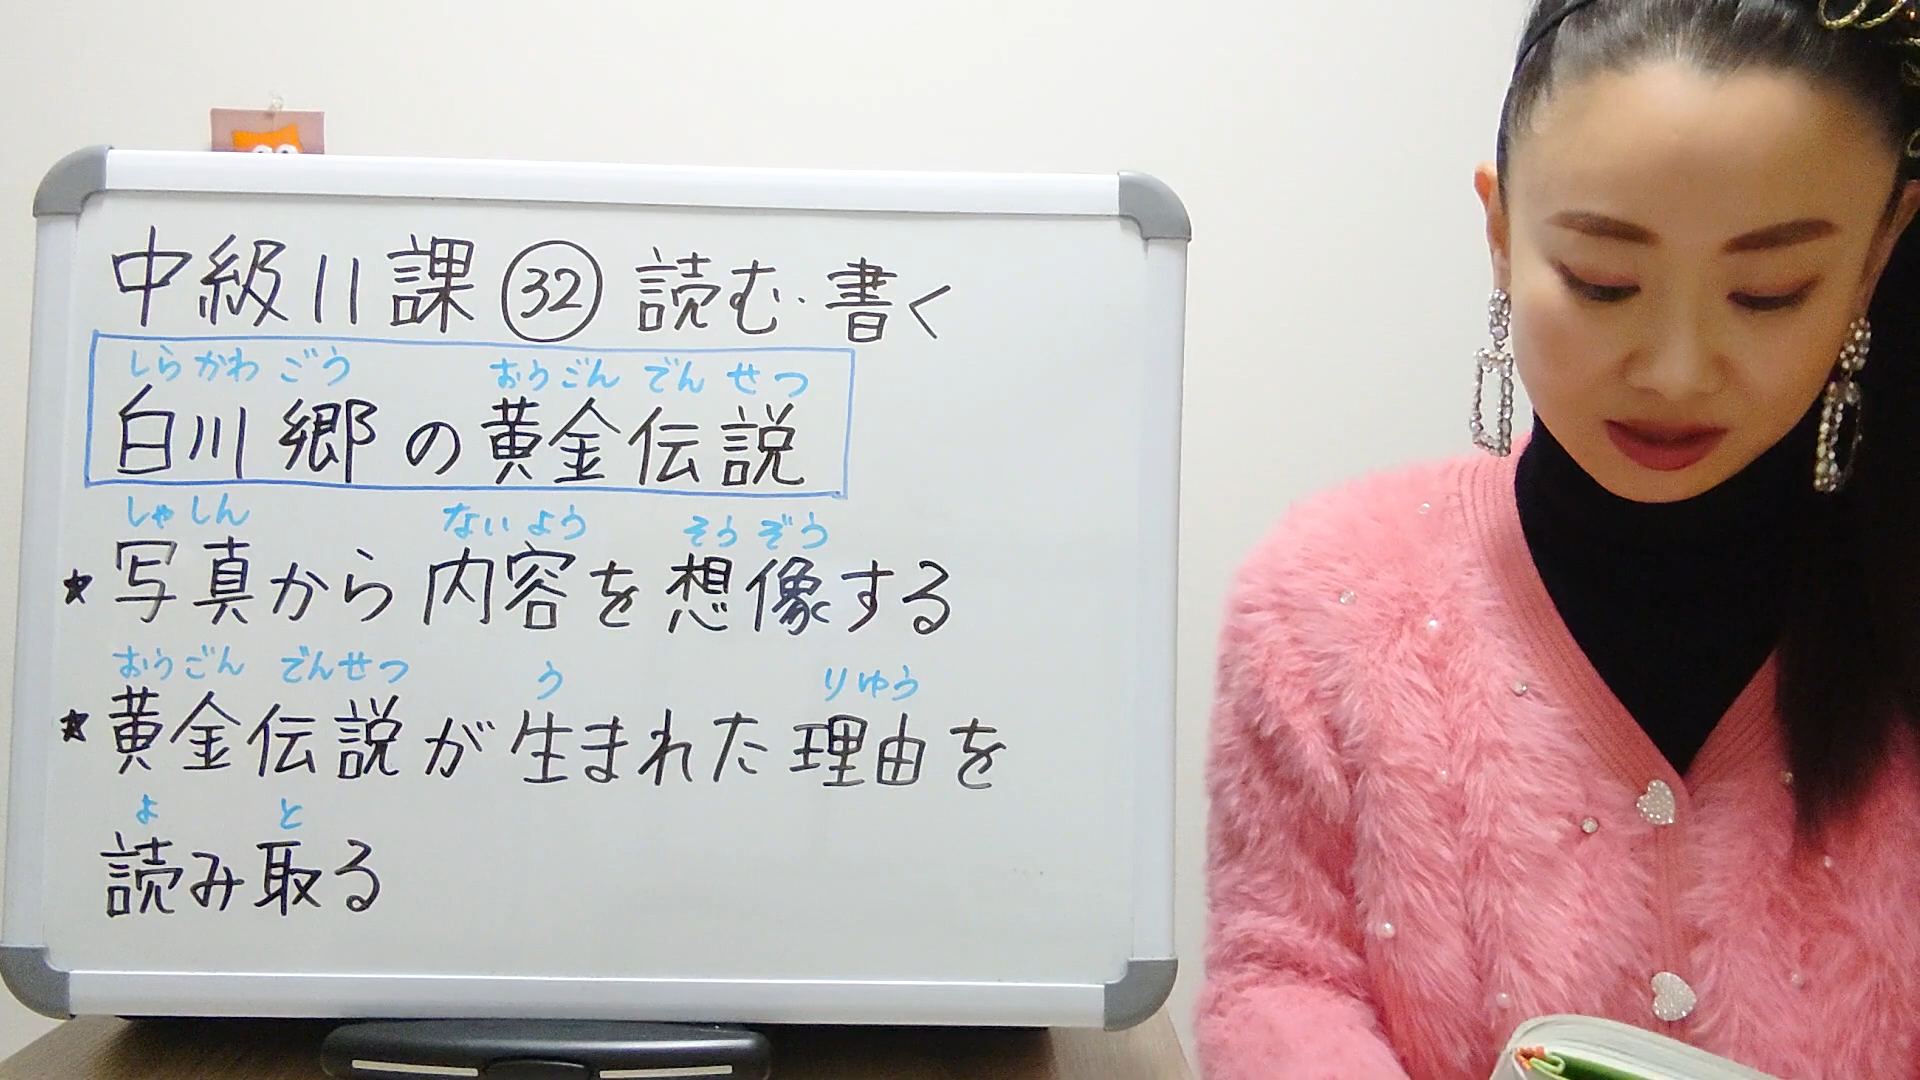 中級11課 ㉜ 読む・書く
しらかわごう おうごんでんせつ
白川郷の黄金伝説
しゃしん ないよう そうぞう
★写真から内容を想像する
おうごんでんせつ う りゆう
★黄金伝説が生まれた理由を
よ と
読み取る